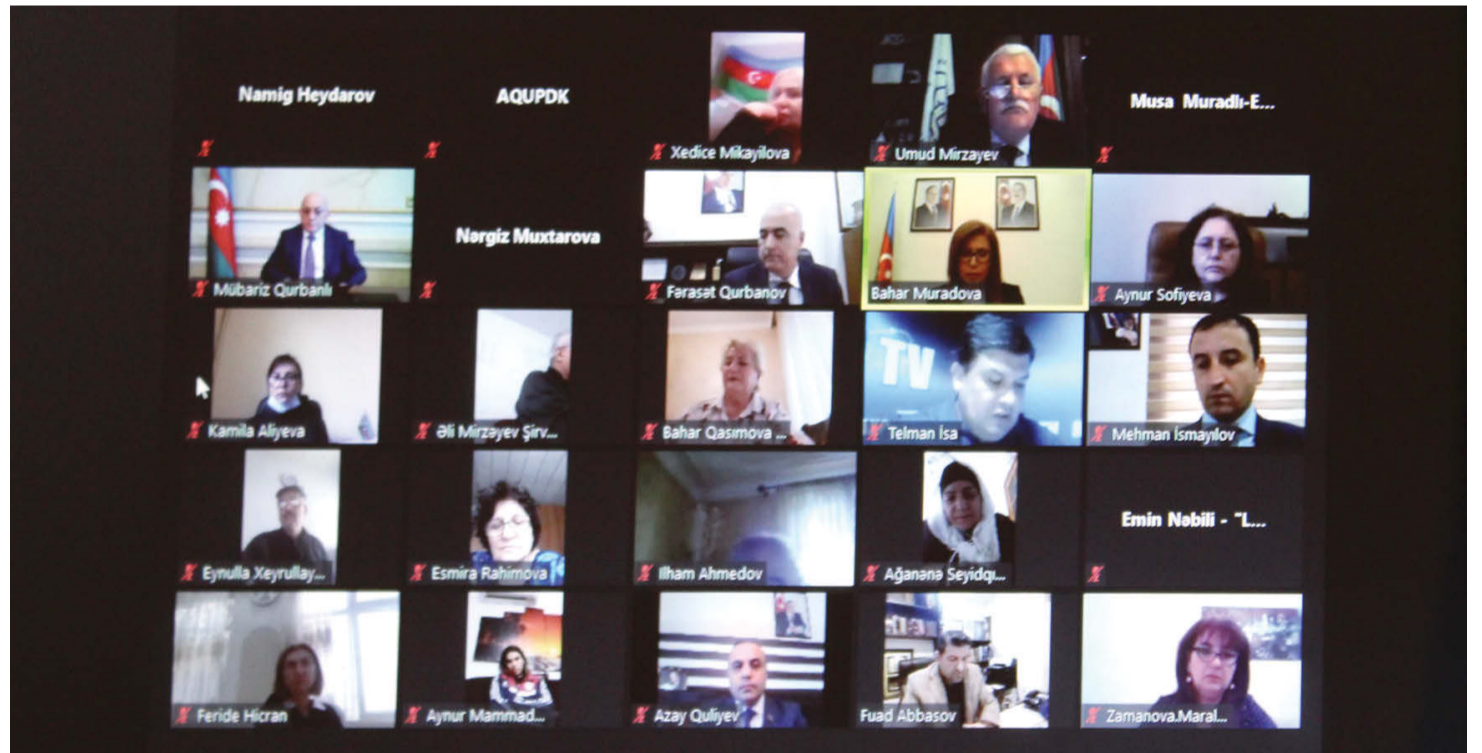 Namig Heydarov
AQUPDK
Xedice Mikayilova
Umud Mirzayev
Musa Muradlı-E...
Mübariz Qurbanlı
Nərgiz Muxtarova
Fərasət Qurbanov
Bahar Muradova
Aynur Sofiyeva
Kamila Aliyeva
Əli Mirzəyev Şirv...
Bahar Qasımova ...
TV
Telman İsa
Mehman İsmayılov
Eynulla Xeyrullay...
Esmira Rahimova
Ilham Ahmedov
Ağanənə Seyidqı...
Emin Nəbili - "L...
Feride Hicran
Aynur Mammad...
Azay Quliyev
Fuad Abbasov
Zamanova.Maral...